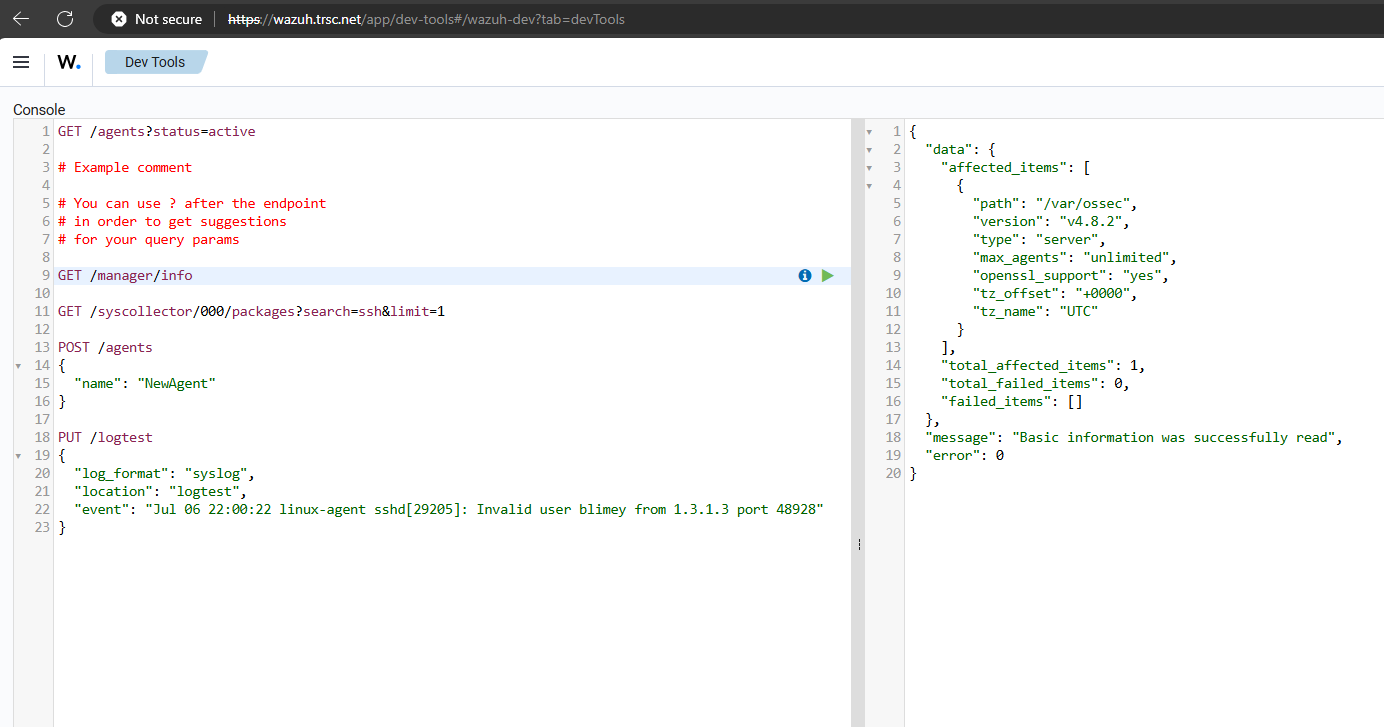 Not secure https://wazuh.trsc.net/app/dev-tools#/wazuh-dev?tab=devTools
W. Dev Tools
Console
1 GET /agents?status=active
2
3 # Example comment
4
5 # You can use ? after the endpoint
6 # in order to get suggestions
7 # for your query params
8
9 GET /manager/info
10
11 GET /syscollector/000/packages?search=ssh&limit=1
12
13 POST /agents
14 {
15   "name": "NewAgent"
16 }
17
18 PUT /logtest
19 {
20   "log_format": "syslog",
21   "location": "logtest",
22   "event": "Jul 06 22:00:22 linux-agent sshd[29205]: Invalid user blimey from 1.3.1.3 port 48928"
23 }
1 {
2   "data": {
3     "affected_items": [
4       {
5         "path": "/var/ossec",
6         "version": "v4.8.2",
7         "type": "server",
8         "max_agents": "unlimited",
9         "openssl_support": "yes",
10         "tz_offset": "+0000",
11         "tz_name": "UTC"
12       }
13     ],
14     "total_affected_items": 1,
15     "total_failed_items": 0,
16     "failed_items": []
17   },
18   "message": "Basic information was successfully read",
19   "error": 0
20 }